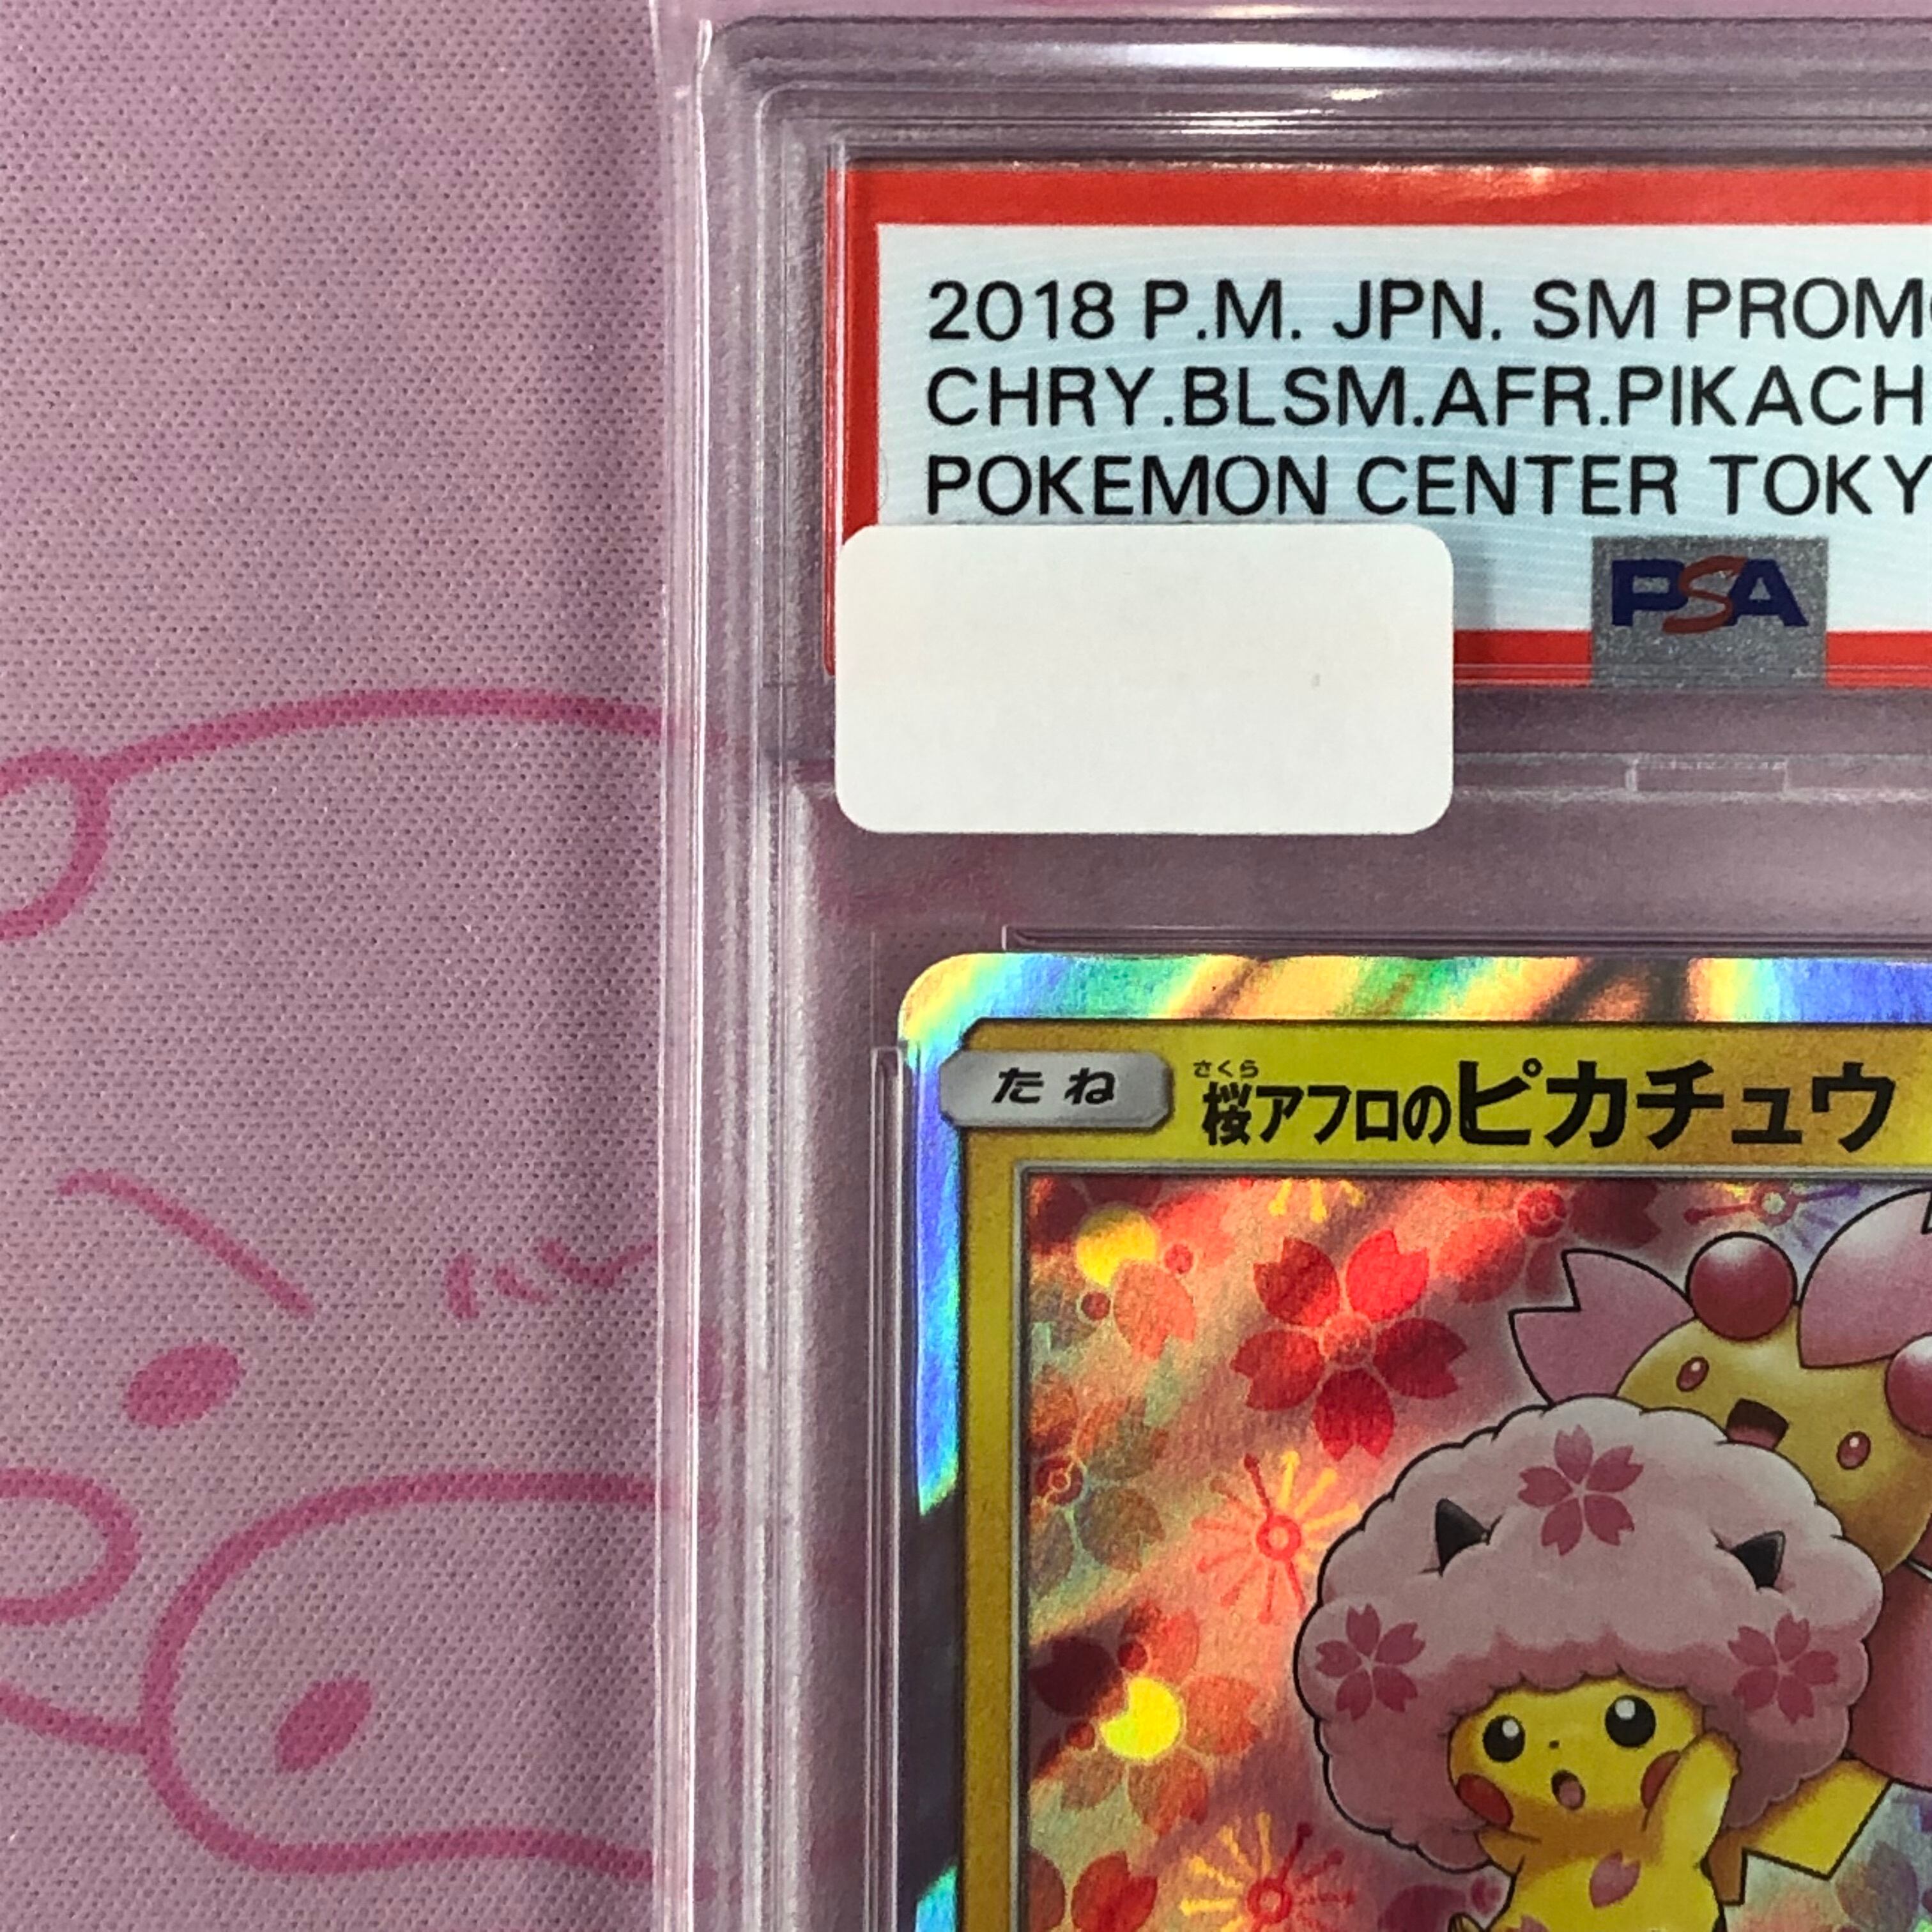 2018 P.M. JPN. SM PROM
CHRY.BLSM.AFR.PIKACH
POKEMON CENTER TOKY
PSA
たね
さくら
桜アフロのピカチュウ